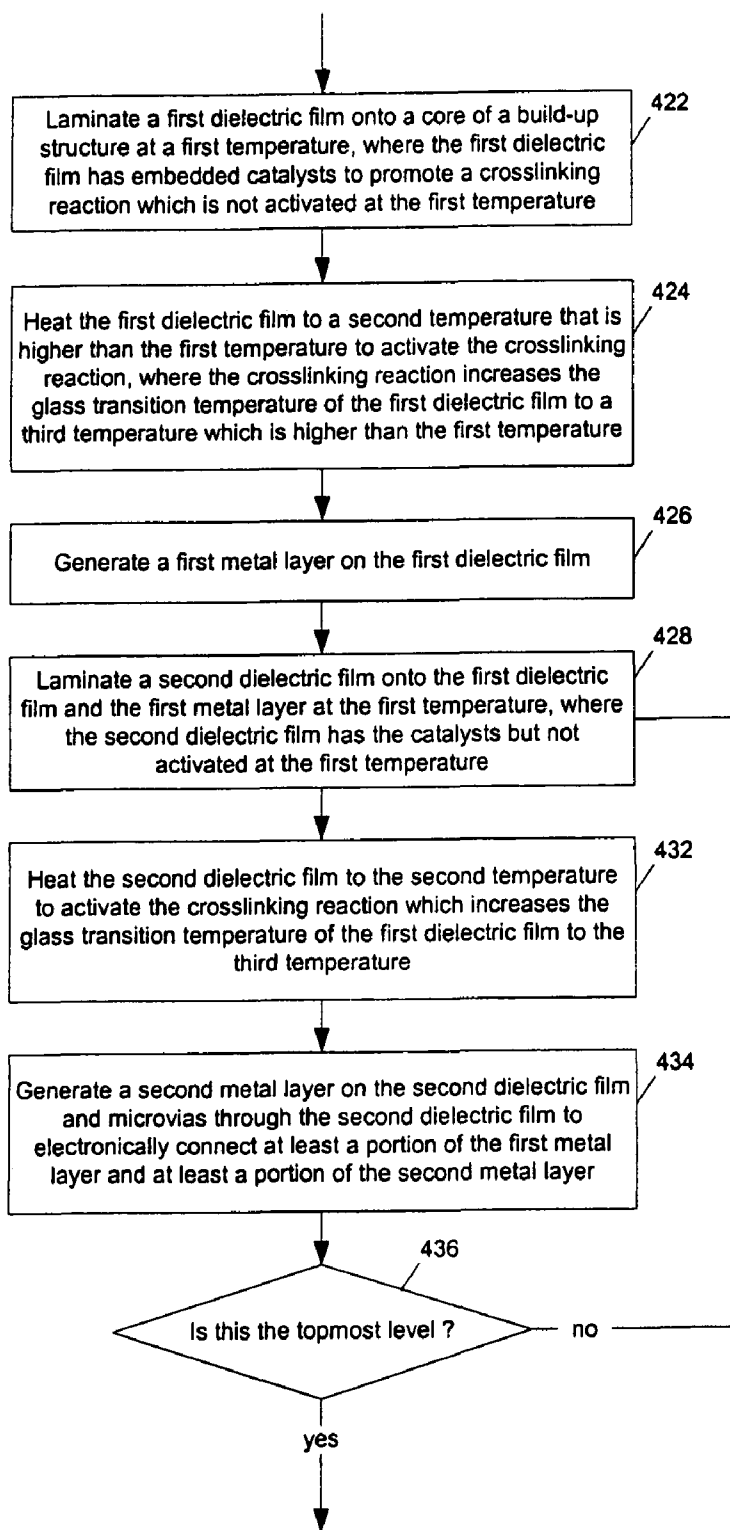 422
Laminate a first dielectric film onto a core of a build-up
structure at a first temperature, where the first dielectric
film has embedded catalysts to promote a crosslinking
reaction which is not activated at the first temperature
424
Heat the first dielectric film to a second temperature that is
higher than the first temperature to activate the crosslinking
reaction, where the crosslinking reaction increases the
glass transition temperature of the first dielectric film to a
third temperature which is higher than the first temperature
426
Generate a first metal layer on the first dielectric film
428
Laminate a second dielectric film onto the first dielectric
film and the first metal layer at the first temperature, where
the second dielectric film has the catalysts but not
activated at the first temperature
432
Heat the second dielectric film to the second temperature
to activate the crosslinking reaction which increases the
glass transition temperature of the first dielectric film to the
third temperature
434
Generate a second metal layer on the second dielectric film
and microvias through the second dielectric film to
electronically connect at least a portion of the first metal
layer and at least a portion of the second metal layer
436
Is this the topmost level ?
no
yes